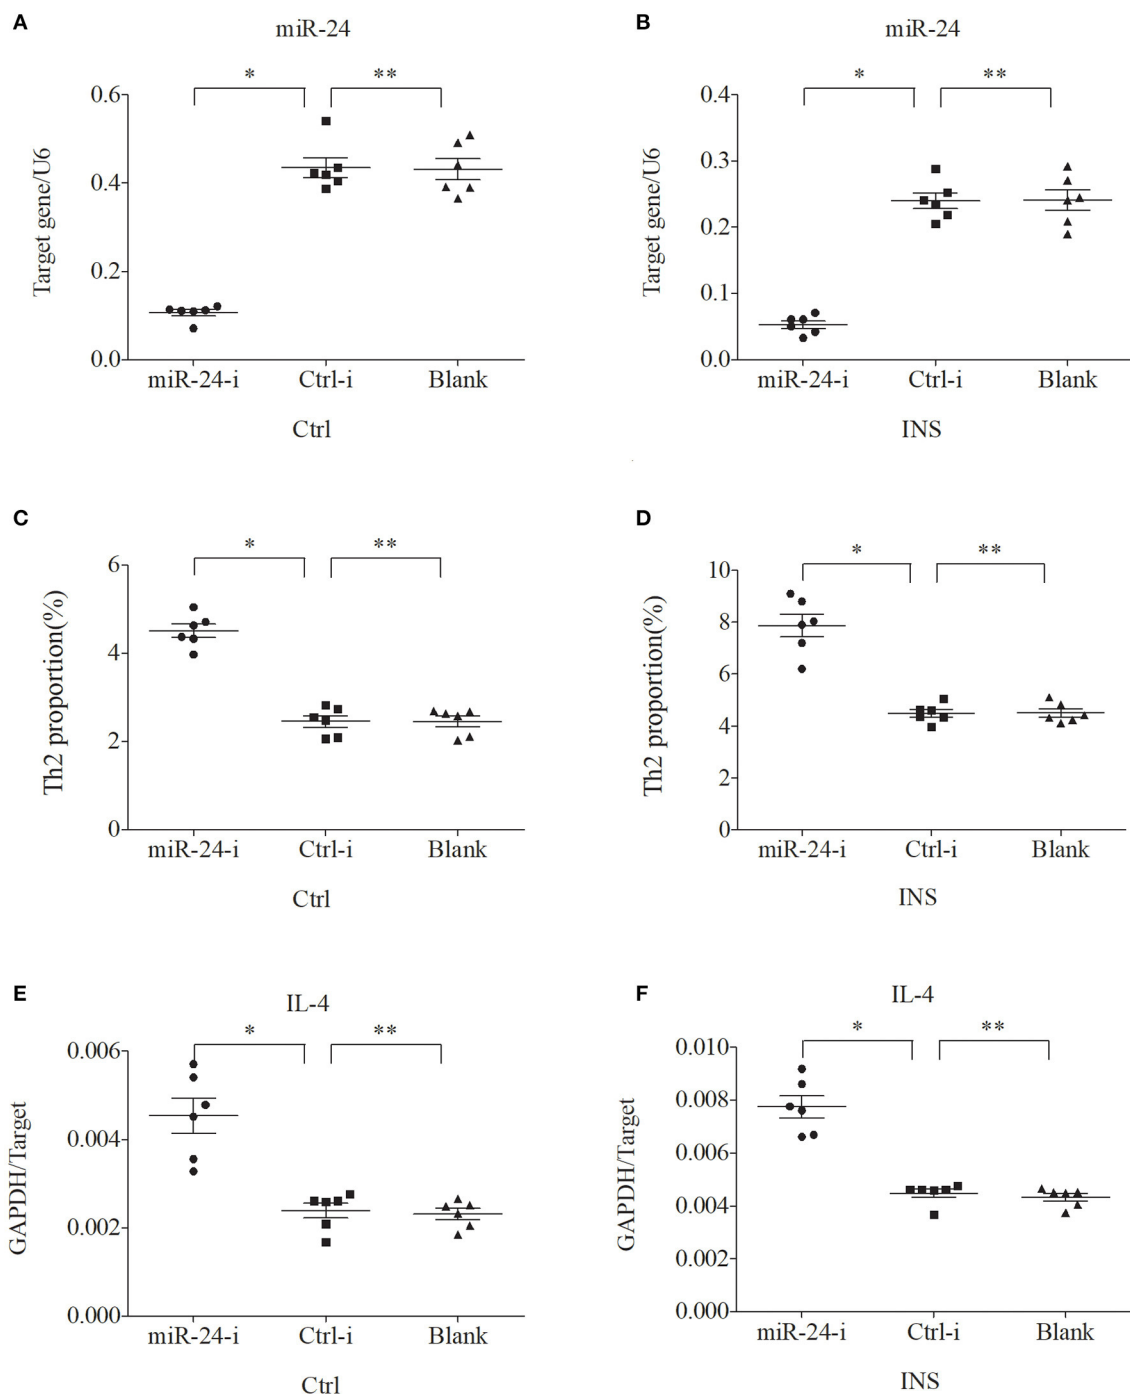 A
miR-24
* **
Target gene/U6
0.6
0.4
0.2
0.0
miR-24-i Ctrl-i Blank
Ctrl
B
miR-24
* **
Target gene/U6
0.4
0.3
0.2
0.1
0.0
miR-24-i Ctrl-i Blank
INS
C
* **
Th2 proportion(%)
6
4
2
0
miR-24-i Ctrl-i Blank
Ctrl
D
* **
Th2 proportion(%)
10
8
6
4
2
0
miR-24-i Ctrl-i Blank
INS
E
IL-4
* **
GAPDH/Target
0.006
0.004
0.002
0.000
miR-24-i Ctrl-i Blank
Ctrl
F
IL-4
* **
GAPDH/Target
0.010
0.008
0.006
0.004
0.002
0.000
miR-24-i Ctrl-i Blank
INS